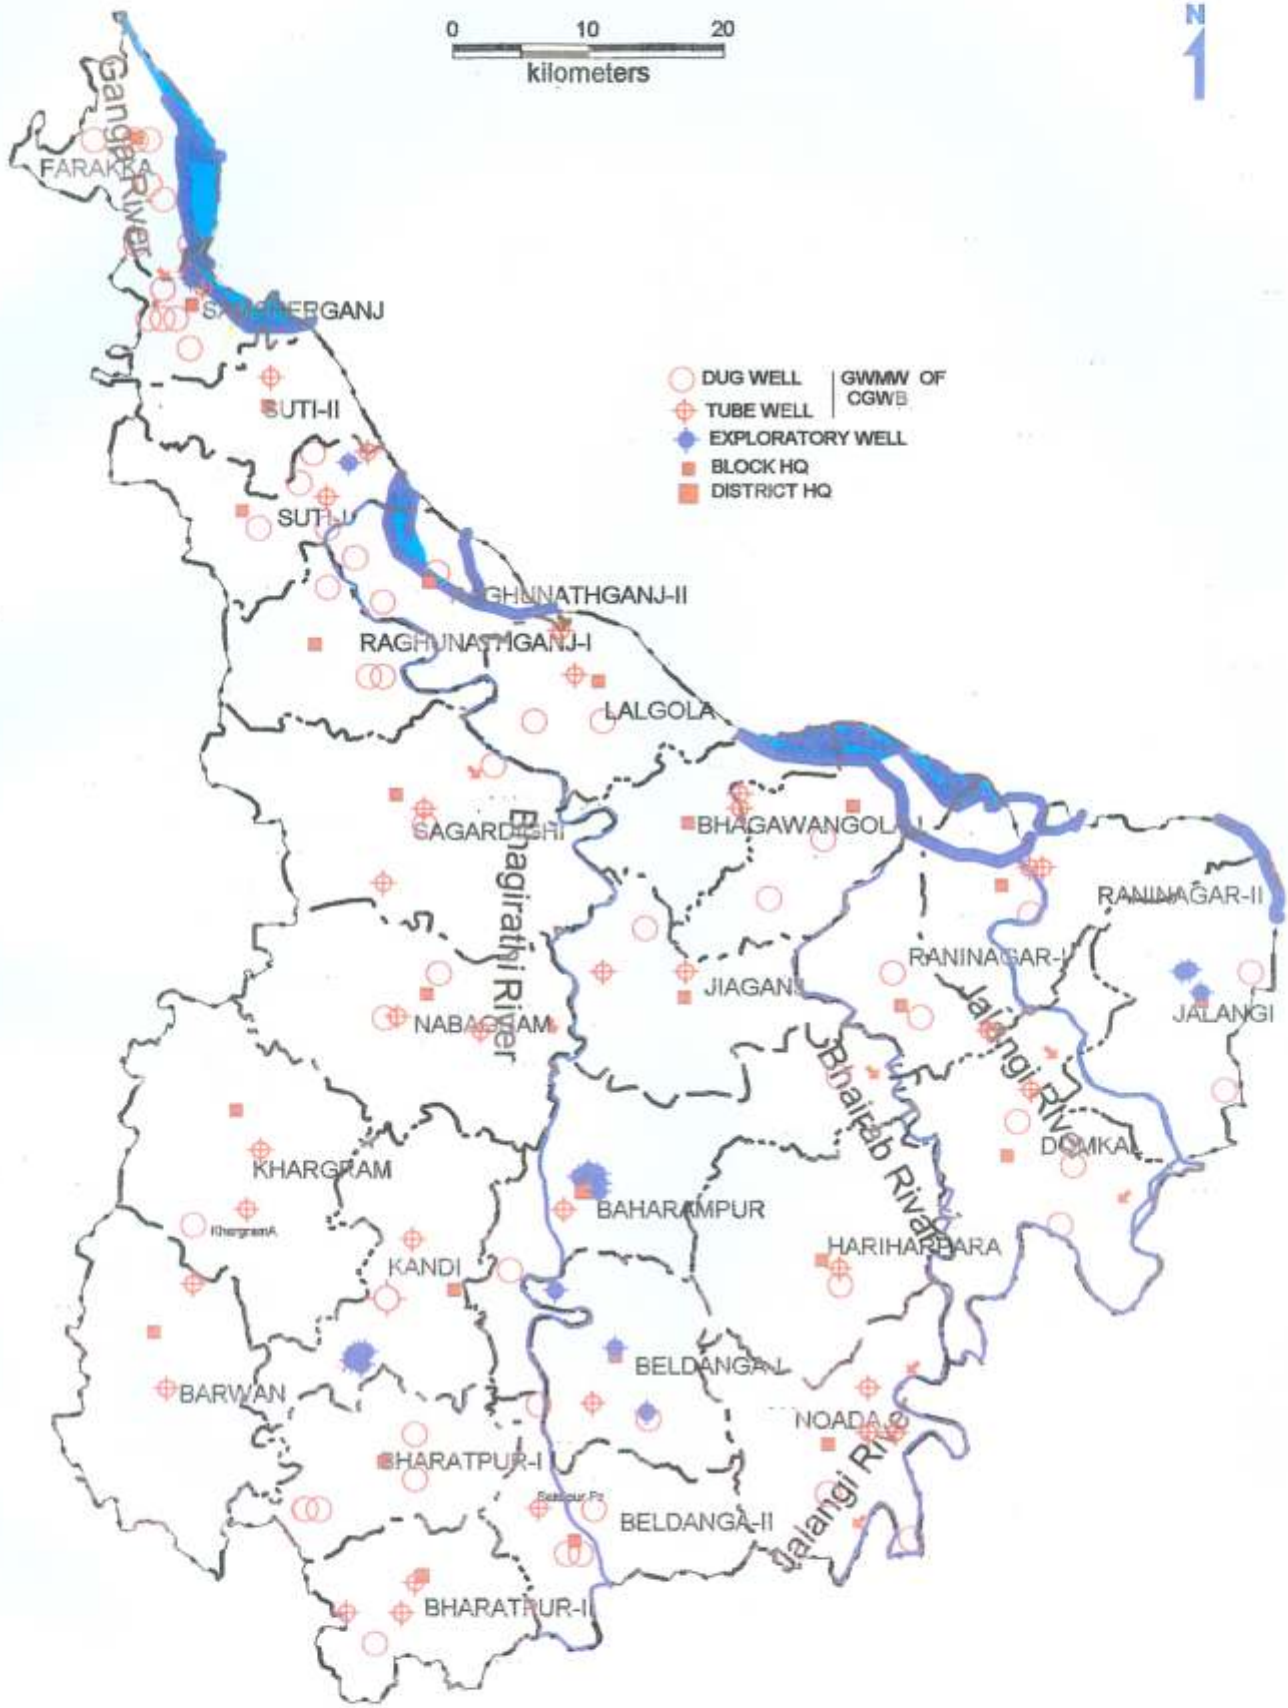 0 10 20
kilometers
N
Ganga River
FARAKKA
SAMSHERGANJ
SUTI-II
DUG WELL
TUBE WELL
GWMW OF
CGWB
EXPLORATORY WELL
BLOCK HQ
DISTRICT HQ
SUTI-I
RAGHUNATHGANJ-II
RAGHUNATHGANJ-I
LALGOLA
SAGARDIGHI
Bhagirathi River
BHAGAWANGOLA
RANINAGAR-II
RANINAGAR-I
JIAGANJ
JALANGI
NABAGRAM
Jalangi River
Bhairab River
DOMKAL
KHARGRAM
KhargramA
BAHARAMPUR
HARIHARPARA
KANDI
BELDANGA-I
BARWAN
NOADA
BHARATPUR-I
BELDANGA-II
Jalangi River
BHARATPUR-II